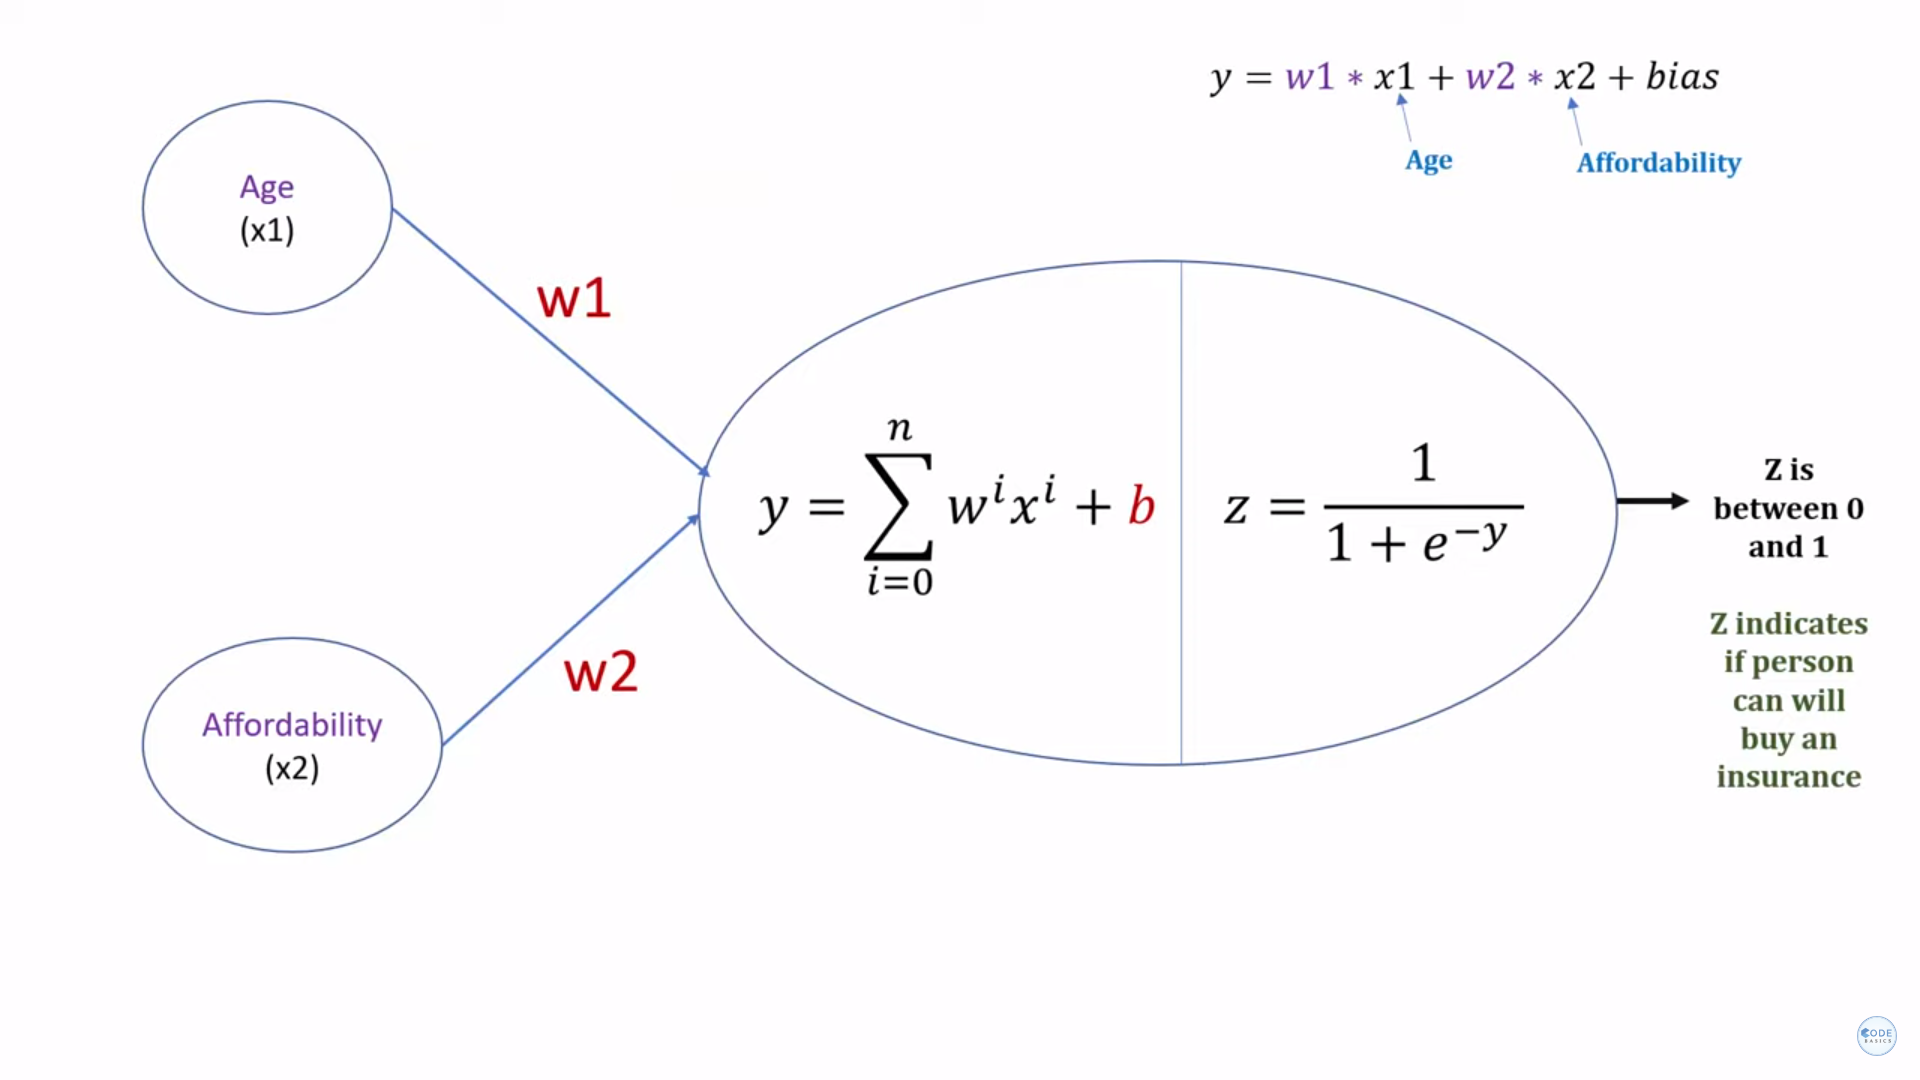 y = w1 * x1 + w2 * x2 + bias
Age
Affordability
Age
(x1)
w1
y = \sum_{i=0}^{n} w^i x^i + b
z = \frac{1}{1 + e^{-y}}
Z is
between 0
and 1
Z indicates
if person
can will
buy an
insurance
w2
Affordability
(x2)
CODE
BASICS